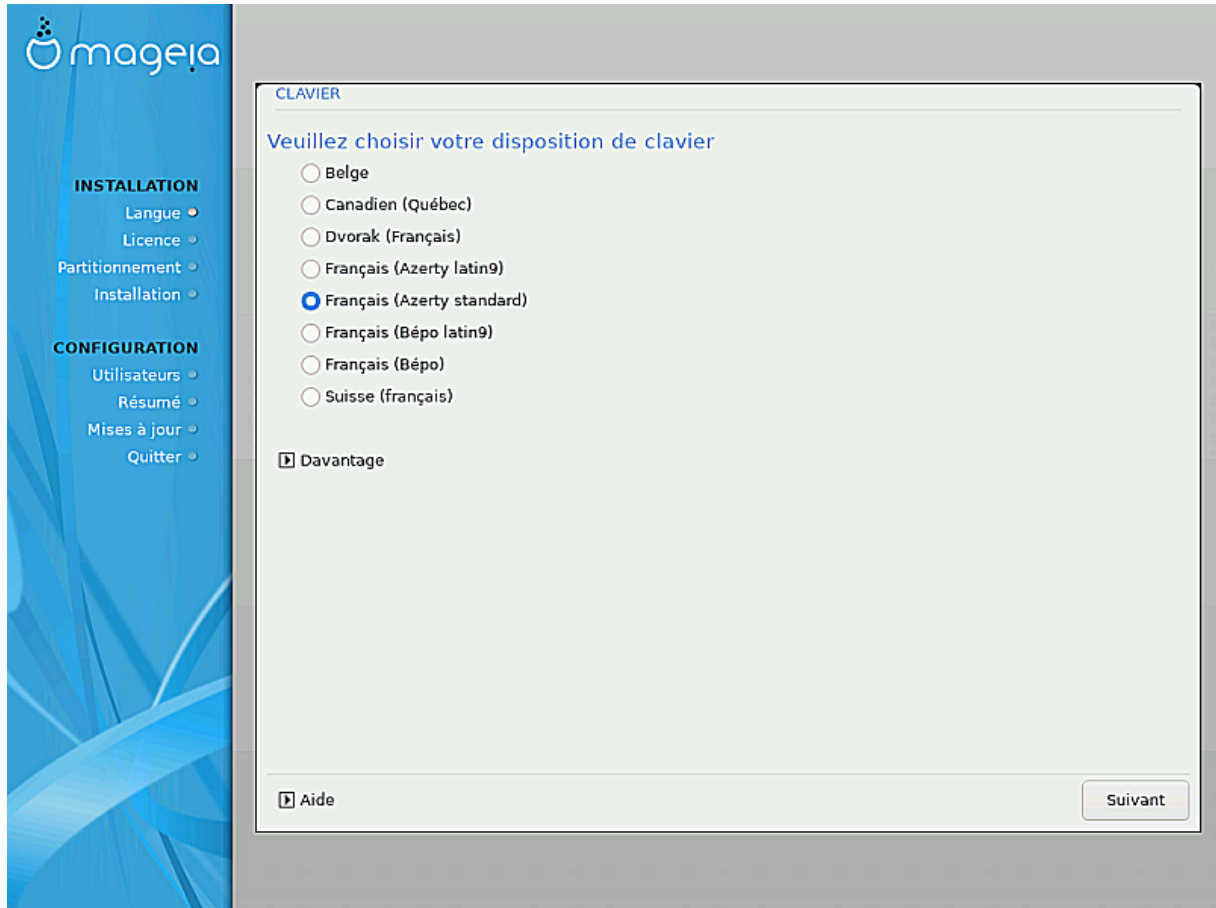 mageia
INSTALLATION
Langue
Licence
Partitionnement
Installation
CONFIGURATION
Utilisateurs
Résumé
Mises à jour
Quitter
CLAVIER
Veuillez choisir votre disposition de clavier
Belge
Canadien (Québec)
Dvorak (Français)
Français (Azerty latin9)
Français (Azerty standard)
Français (Bépo latin9)
Français (Bépo)
Suisse (français)
Davantage
Aide
Suivant